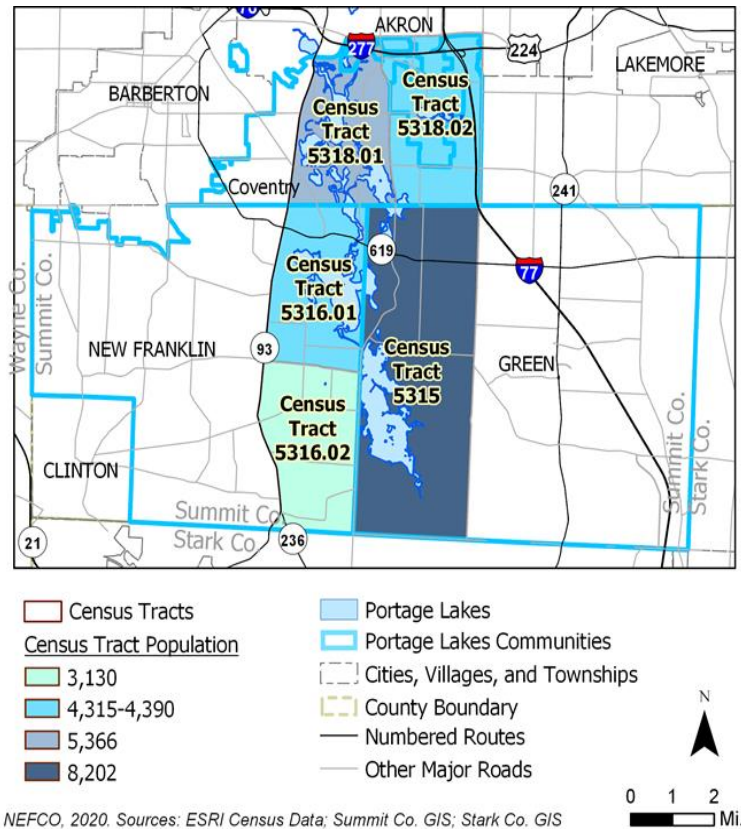 76
AKRON
277
224
LAKEMORE
BARBERTON
Census
Tract
5318.02
Census
Tract
5318.01
Coventry
241
619
Census
Tract
5316.01
77
Wayne Co.
Summit Co.
NEW FRANKLIN
93
Census
Tract
5315
GREEN
Census
Tract
5316.02
CLINTON
Summit Co.
Stark Co.
Summit Co.
Stark Co.
21
236
Census Tracts
Census Tract Population
3,130
4,315-4,390
5,366
8,202
Portage Lakes
Portage Lakes Communities
Cities, Villages, and Townships
County Boundary
Numbered Routes
Other Major Roads
N
0 1 2
Mi.
NEFCO, 2020. Sources: ESRI Census Data; Summit Co. GIS; Stark Co. GIS